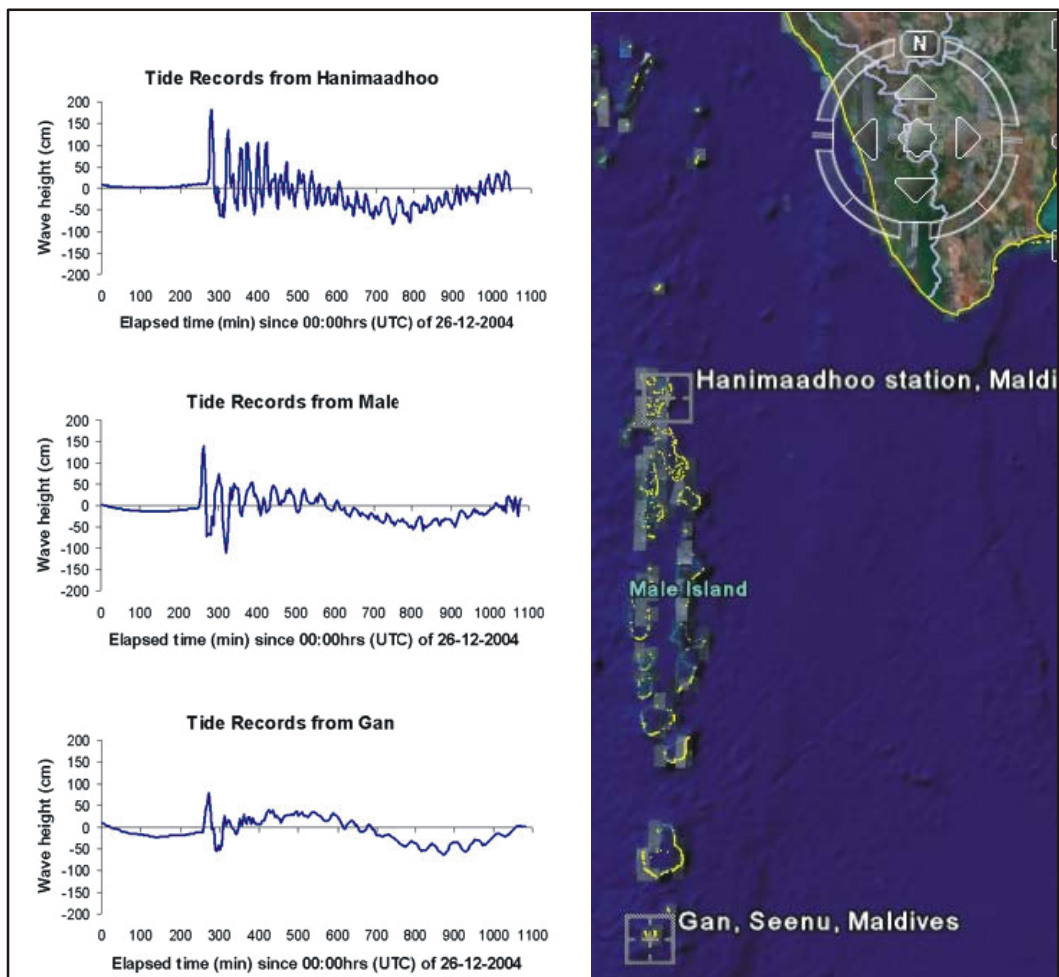 Tide Records from Hanimaadhoo
Wave height (cm)
200
150
100
50
0
-50
-100
-150
-200
0 100 200 300 400 500 600 700 800 900 1000 1100
Elapsed time (min) since 00:00hrs (UTC) of 26-12-2004
Tide Records from Male
Wave height (cm)
200
150
100
50
0
-50
-100
-150
-200
0 100 200 300 400 500 600 700 800 900 1000 1100
Elapsed time (min) since 00:00hrs (UTC) of 26-12-2004
Tide Records from Gan
Wave height (cm)
200
150
100
50
0
-50
-100
-150
-200
0 100 200 300 400 500 600 700 800 900 1000 1100
Elapsed time (min) since 00:00hrs (UTC) of 26-12-2004
N
Hanimaadhoo station, Maldi
Male Island
Gan, Seenu, Maldives